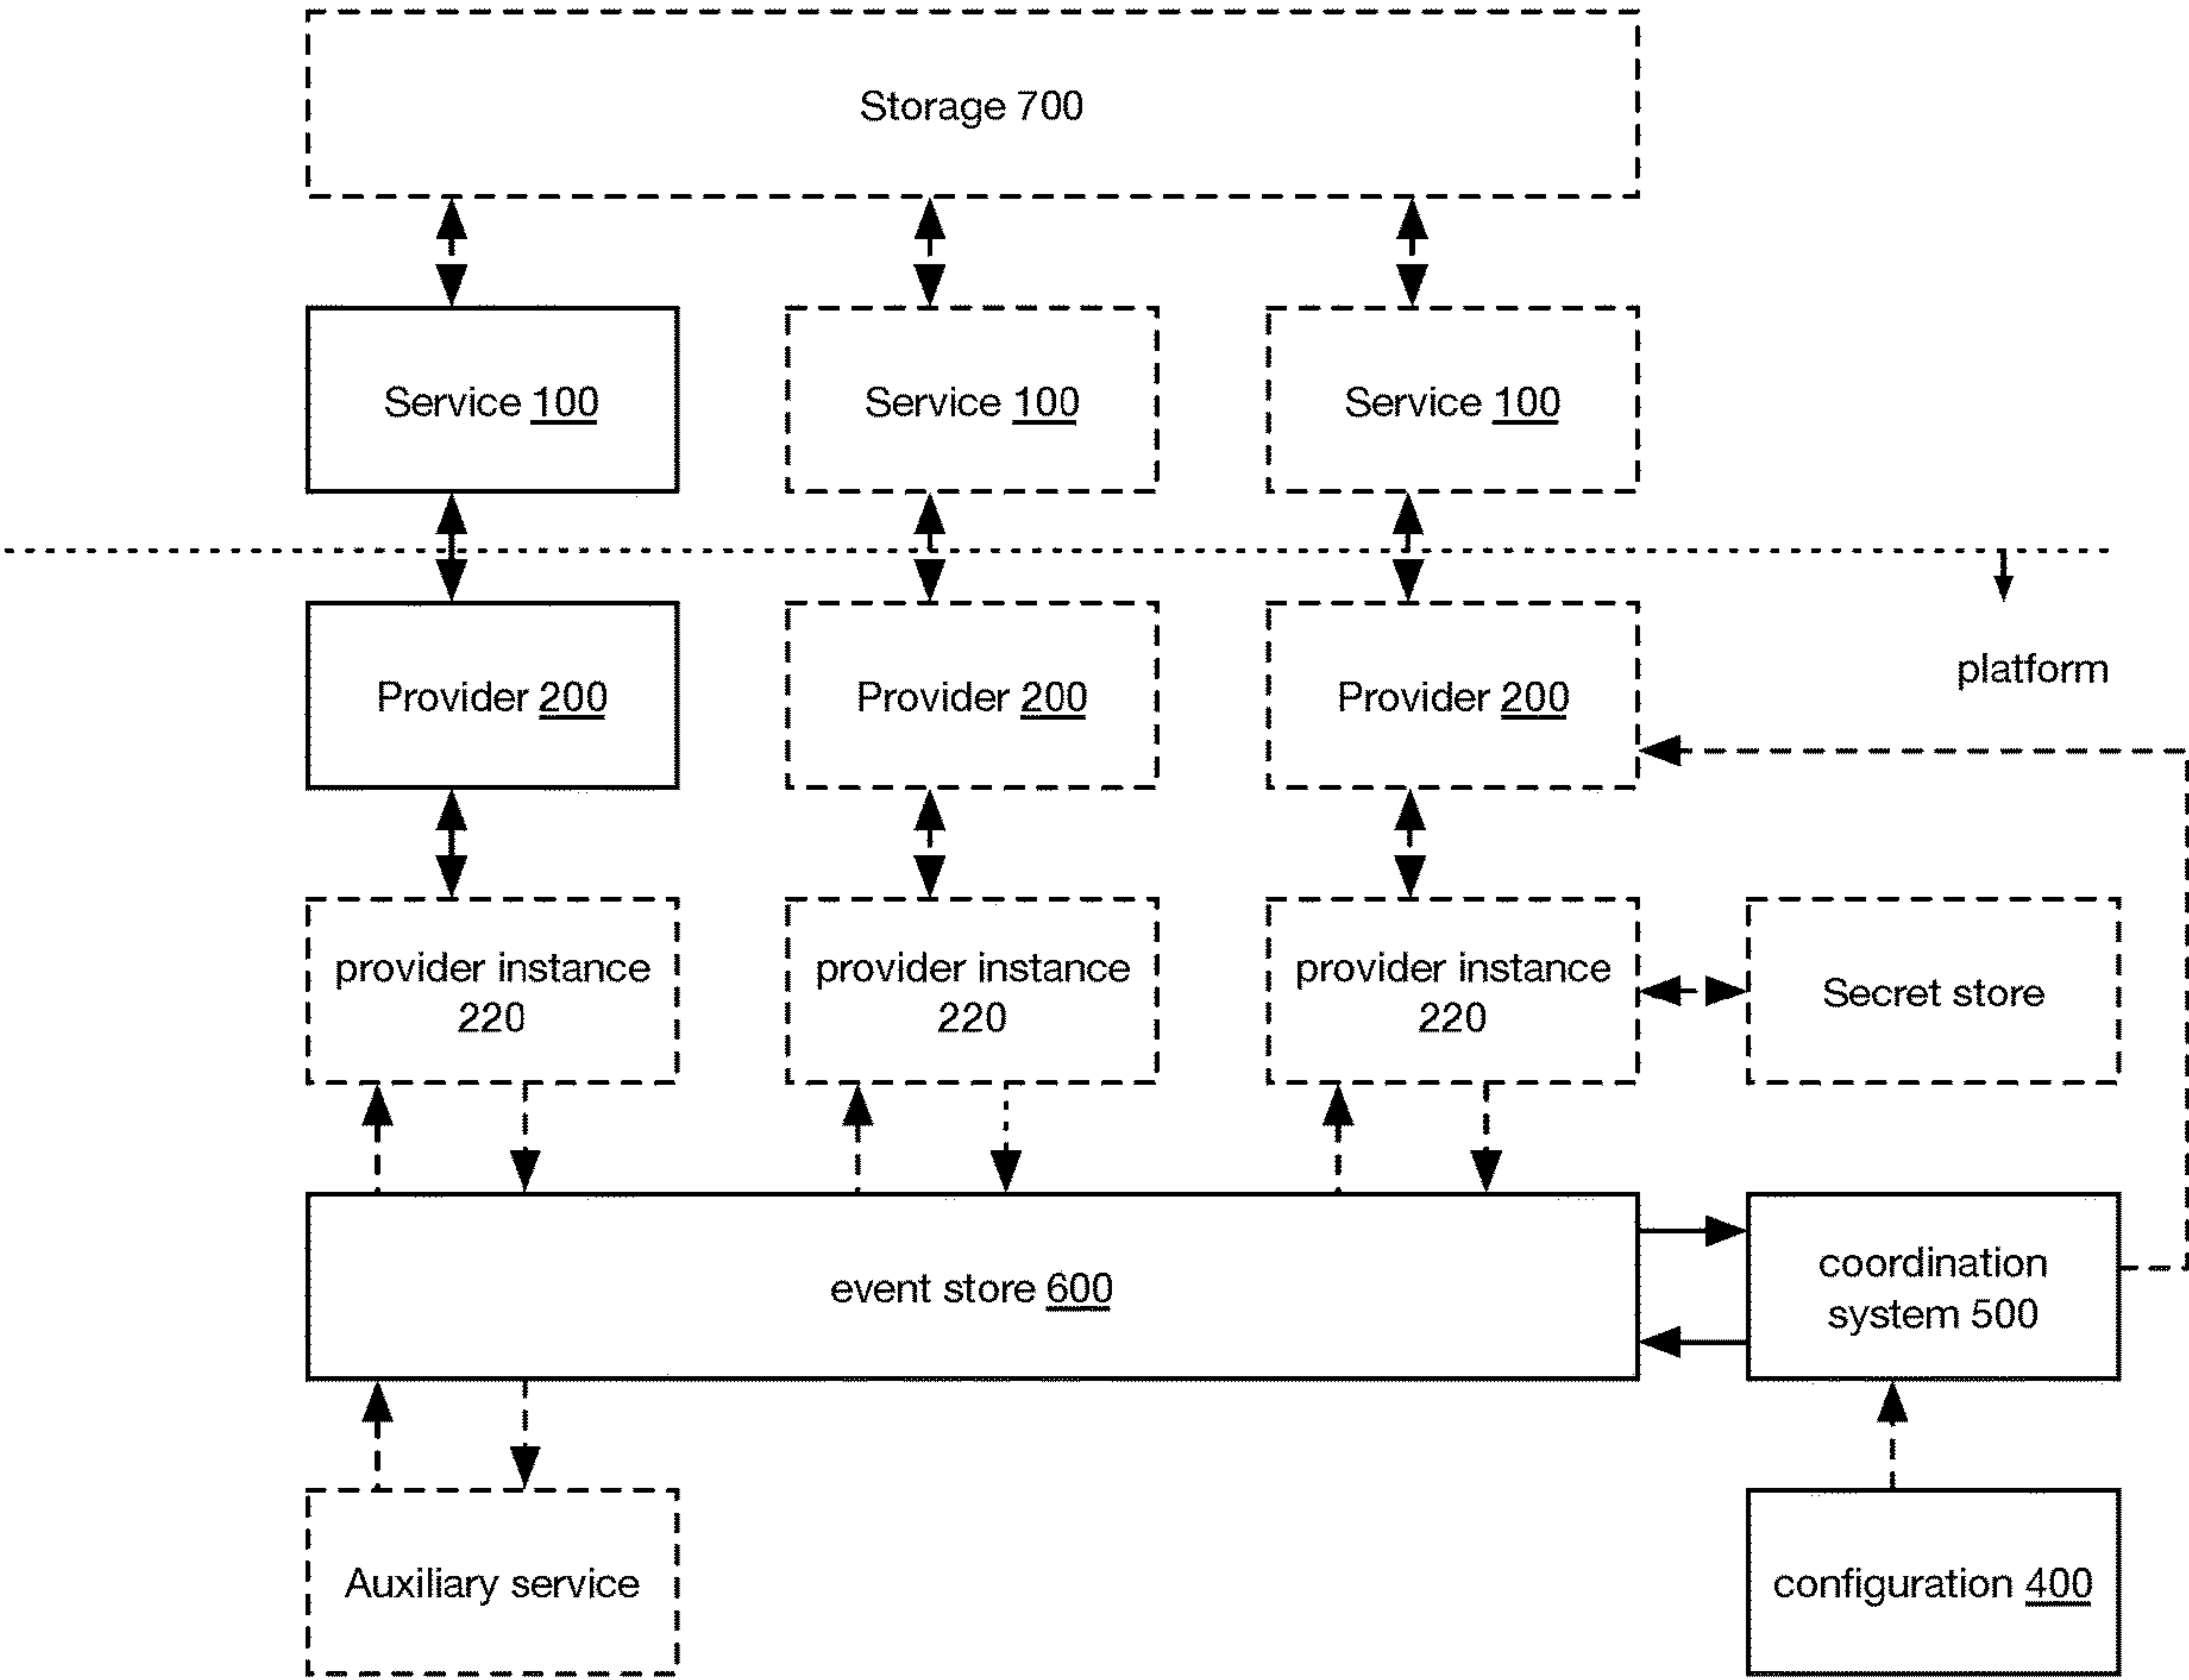 Storage 700
Service 100
Service 100
Service 100
Provider 200
Provider 200
Provider 200
platform
provider instance
220
provider instance
220
provider instance
220
Secret store
event store 600
coordination
system 500
Auxiliary service
configuration 400